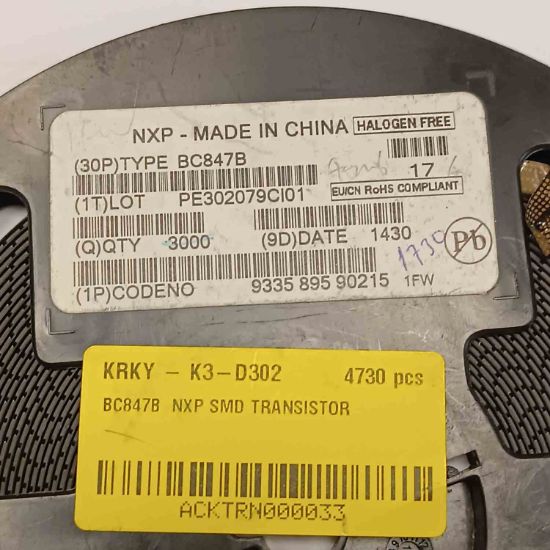 NXP - MADE IN CHINA HALOGEN FREE
(30P)TYPE BC847B
17
(1T)LOT PE302079CI01 EU/CN RoHS COMPLIANT
(Q)QTY 3000 (9D)DATE 1430
1739 Pb
(1P)CODENO 9335 895 90215 1FW
KRKY - K3-D302 4730 pcs
BC847B NXP SMD TRANSISTOR
ACKTRN000033